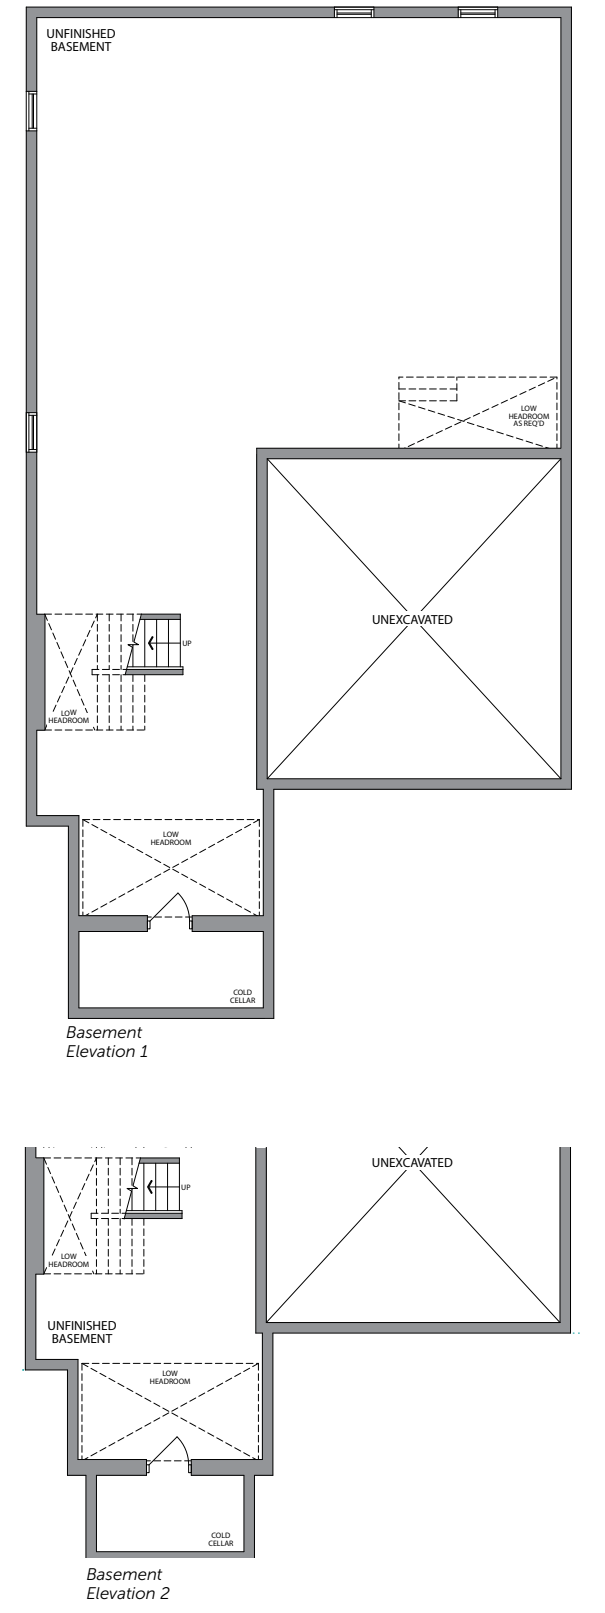 UNFINISHED
BASEMENT
LOW
HEADROOM
AS REQ'D
UNEXCAVATED
UP
LOW
HEADROOM
LOW
HEADROOM
COLD
CELLAR
Basement
Elevation 1
UNEXCAVATED
UP
LOW
HEADROOM
UNFINISHED
BASEMENT
LOW
HEADROOM
COLD
CELLAR
Basement
Elevation 2